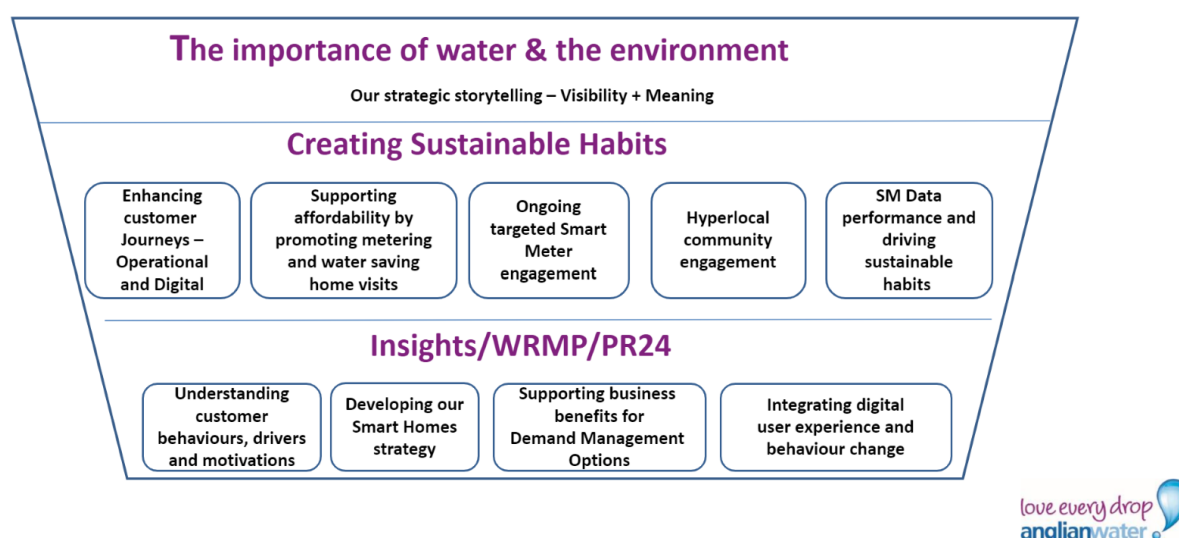 The importance of water & the environment
Our strategic storytelling – Visibility + Meaning
Creating Sustainable Habits
Enhancing
customer
Journeys –
Operational
and Digital
Supporting
affordability by
promoting metering
and water saving
home visits
Ongoing
targeted Smart
Meter
engagement
Hyperlocal
community
engagement
SM Data
performance and
driving
sustainable
habits
Insights/WRMP/PR24
Understanding
customer
behaviours, drivers
and motivations
Developing our
Smart Homes
strategy
Supporting business
benefits for
Demand Management
Options
Integrating digital
user experience and
behaviour change
love every drop
anglianwater